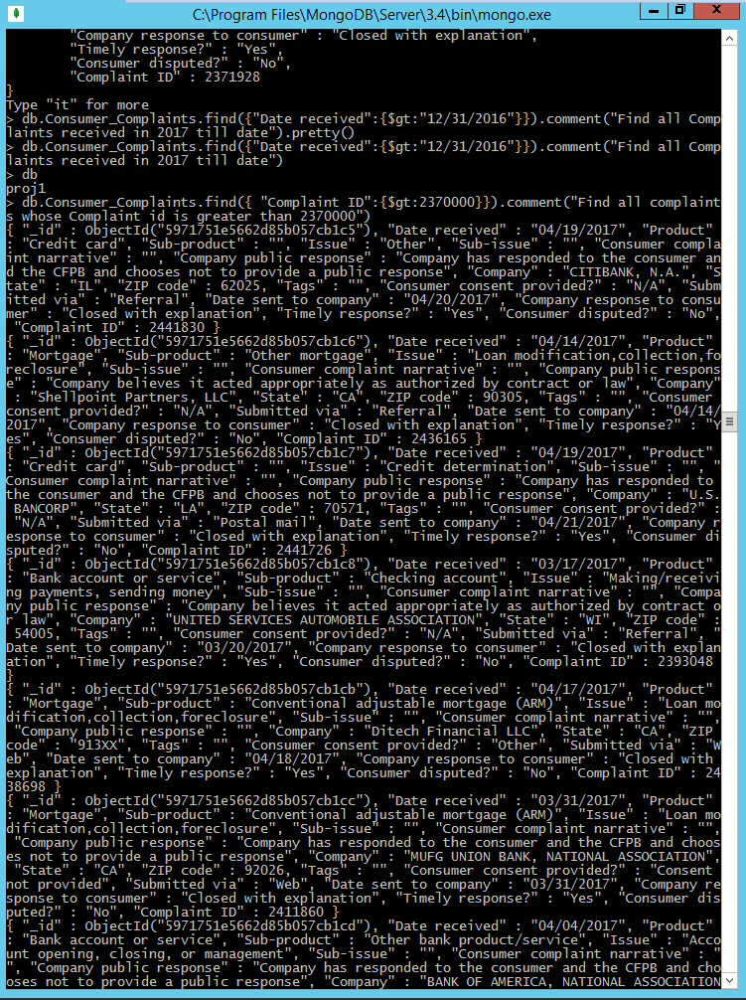 C:\Program Files\MongoDB\Server\3.4\bin\mongo.exe
"Company response to consumer" : "Closed with explanation",
"Timely response?" : "Yes",
"Consumer disputed?" : "No",
"Complaint ID" : 2371928
}
Type "it" for more
> db.Consumer_Complaints.find({"Date received":{$gt:"12/31/2016"}}).comment("Find all Comp
laints received in 2017 till date").pretty()
> db.Consumer_Complaints.find({"Date received":{$gt:"12/31/2016"}}).comment("Find all Comp
laints received in 2017 till date")
> db
proj1
> db.Consumer_Complaints.find({ "Complaint ID":{$gt:2370000}}).comment("Find all complaint
s whose Complaint id is greater than 2370000")
{ "_id" : ObjectId("5971751e5662d85b057cb1c5"), "Date received" : "04/19/2017", "Product"
: "Credit card", "Sub-product" : "", "Issue" : "Other", "Sub-issue" : "", "Consumer compla
int narrative" : "", "Company public response" : "Company has responded to the consumer an
d the CFPB and chooses not to provide a public response", "Company" : "CITIBANK, N.A.", "S
tate" : "IL", "ZIP code" : 62025, "Tags" : "", "Consumer consent provided?" : "N/A", "Subm
itted via" : "Referral", "Date sent to company" : "04/20/2017", "Company response to consu
mer" : "Closed with explanation", "Timely response?" : "Yes", "Consumer disputed?" : "No",
"Complaint ID" : 2441830 }
{ "_id" : ObjectId("5971751e5662d85b057cb1c6"), "Date received" : "04/14/2017", "Product"
: "Mortgage", "Sub-product" : "Other mortgage", "Issue" : "Loan modification,collection,fo
reclosure", "Sub-issue" : "", "Consumer complaint narrative" : "", "Company public respons
e" : "Company believes it acted appropriately as authorized by contract or law", "Company"
: "Shellpoint Partners, LLC", "State" : "CA", "ZIP code" : 90305, "Tags" : "", "Consumer
consent provided?" : "N/A", "Submitted via" : "Referral", "Date sent to company" : "04/14/
2017", "Company response to consumer" : "Closed with explanation", "Timely response?" : "Y
es", "Consumer disputed?" : "No", "Complaint ID" : 2436165 }
{ "_id" : ObjectId("5971751e5662d85b057cb1c7"), "Date received" : "04/19/2017", "Product"
: "Credit card", "Sub-product" : "", "Issue" : "Credit determination", "Sub-issue" : "", "
Consumer complaint narrative" : "", "Company public response" : "Company has responded to
the consumer and the CFPB and chooses not to provide a public response", "Company" : "U.S.
BANCORP", "State" : "LA", "ZIP code" : 70571, "Tags" : "", "Consumer consent provided?" :
"N/A", "Submitted via" : "Postal mail", "Date sent to company" : "04/21/2017", "Company r
esponse to consumer" : "Closed with explanation", "Timely response?" : "Yes", "Consumer di
sputed?" : "No", "Complaint ID" : 2441726 }
{ "_id" : ObjectId("5971751e5662d85b057cb1c8"), "Date received" : "03/17/2017", "Product"
: "Bank account or service", "Sub-product" : "Checking account", "Issue" : "Making/receivi
ng payments, sending money", "Sub-issue" : "", "Consumer complaint narrative" : "", "Compa
ny public response" : "Company believes it acted appropriately as authorized by contract o
r law", "Company" : "UNITED SERVICES AUTOMOBILE ASSOCIATION", "State" : "WI", "ZIP code" :
54005, "Tags" : "", "Consumer consent provided?" : "N/A", "Submitted via" : "Referral", "
Date sent to company" : "03/20/2017", "Company response to consumer" : "Closed with explan
ation", "Timely response?" : "Yes", "Consumer disputed?" : "No", "Complaint ID" : 2393048
}
{ "_id" : ObjectId("5971751e5662d85b057cb1cb"), "Date received" : "04/17/2017", "Product"
: "Mortgage", "Sub-product" : "Conventional adjustable mortgage (ARM)", "Issue" : "Loan mo
dification,collection,foreclosure", "Sub-issue" : "", "Consumer complaint narrative" : "",
"Company public response" : "", "Company" : "Ditech Financial LLC", "State" : "CA", "ZIP
code" : "913XX", "Tags" : "", "Consumer consent provided?" : "Other", "Submitted via" : "W
eb", "Date sent to company" : "04/18/2017", "Company response to consumer" : "Closed with
explanation", "Timely response?" : "Yes", "Consumer disputed?" : "No", "Complaint ID" : 24
38698 }
{ "_id" : ObjectId("5971751e5662d85b057cb1cc"), "Date received" : "03/31/2017", "Product"
: "Mortgage", "Sub-product" : "Conventional adjustable mortgage (ARM)", "Issue" : "Loan mo
dification,collection,foreclosure", "Sub-issue" : "", "Consumer complaint narrative" : "",
"Company public response" : "Company has responded to the consumer and the CFPB and choos
es not to provide a public response", "Company" : "MUFG UNION BANK, NATIONAL ASSOCIATION",
"State" : "CA", "ZIP code" : 92026, "Tags" : "", "Consumer consent provided?" : "Consent
not provided", "Submitted via" : "Web", "Date sent to company" : "03/31/2017", "Company re
sponse to consumer" : "Closed with explanation", "Timely response?" : "Yes", "Consumer dis
puted?" : "No", "Complaint ID" : 2411860 }
{ "_id" : ObjectId("5971751e5662d85b057cb1cd"), "Date received" : "04/04/2017", "Product"
: "Bank account or service", "Sub-product" : "Other bank product/service", "Issue" : "Acco
unt opening, closing, or management", "Sub-issue" : "", "Consumer complaint narrative" : "
", "Company public response" : "Company has responded to the consumer and the CFPB and cho
oses not to provide a public response", "Company" : "BANK OF AMERICA, NATIONAL ASSOCIATION